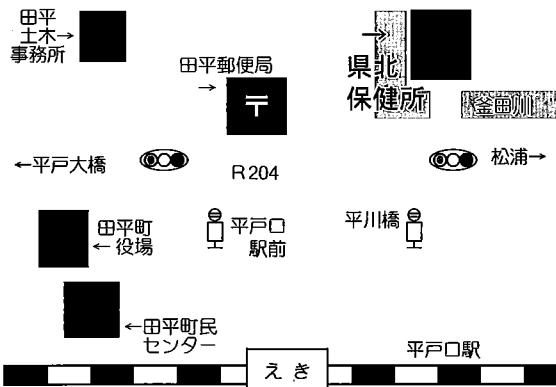 田平
土木→
事務所
→
県北
保健所
田平郵便局
→
〒
釜田川
←平戸大橋
R204
松浦→
田平町
←役場
平戸口
駅前
平川橋
←田平町民
センター
平戸口駅
えき